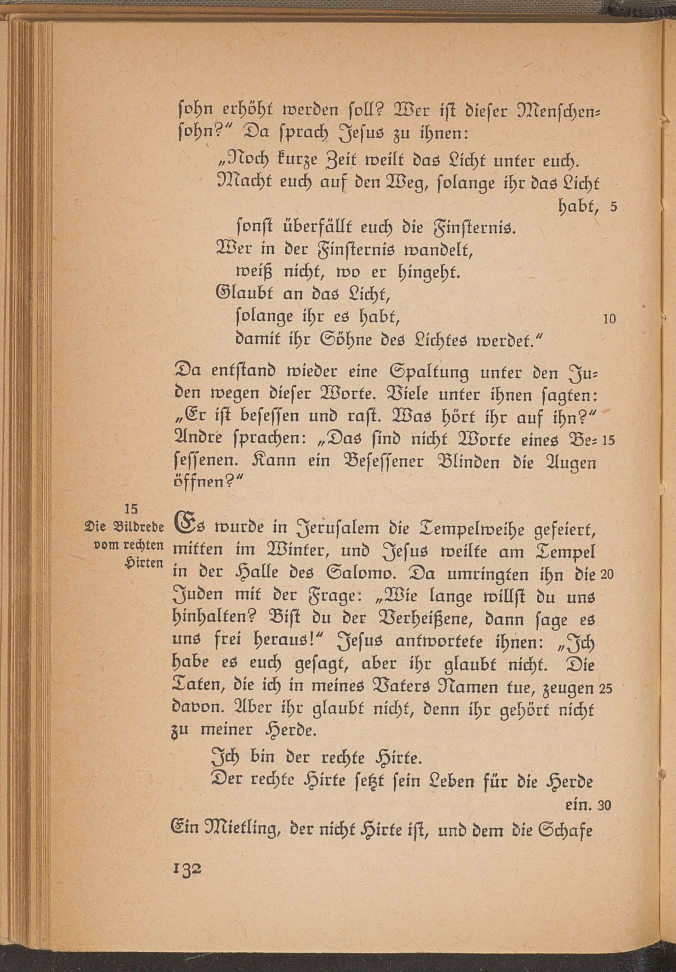 sohn erhöht werden soll? Wer ist dieser Menschen-
sohn?“ Da sprach Jesus zu ihnen:
„Noch kurze Zeit weilt das Licht unter euch.
Macht euch auf den Weg, solange ihr das Licht
habt, 5
sonst überfällt euch die Finsternis.
Wer in der Finsternis wandelt,
weiß nicht, wo er hingeht.
Glaubt an das Licht,
solange ihr es habt, 10
damit ihr Söhne des Lichtes werdet.“
Da entstand wieder eine Spaltung unter den Ju-
den wegen dieser Worte. Viele unter ihnen sagten:
„Er ist besessen und rast. Was hört ihr auf ihn?“
Andre sprachen: „Das sind nicht Worte eines Be- 15
sessenen. Kann ein Besessener Blinden die Augen
öffnen?“
15
Die Bildrede
vom rechten
Hirten
Es wurde in Jerusalem die Tempelweihe gefeiert,
mitten im Winter, und Jesus weilte am Tempel
in der Halle des Salomo. Da umringten ihn die 20
Juden mit der Frage: „Wie lange willst du uns
hinhalten? Bist du der Verheißene, dann sage es
uns frei heraus!“ Jesus antwortete ihnen: „Ich
habe es euch gesagt, aber ihr glaubt nicht. Die
Taten, die ich in meines Vaters Namen tue, zeugen 25
davon. Aber ihr glaubt nicht, denn ihr gehört nicht
zu meiner Herde.
Ich bin der rechte Hirte.
Der rechte Hirte setzt sein Leben für die Herde
ein. 30
Ein Mietling, der nicht Hirte ist, und dem die Schafe
132